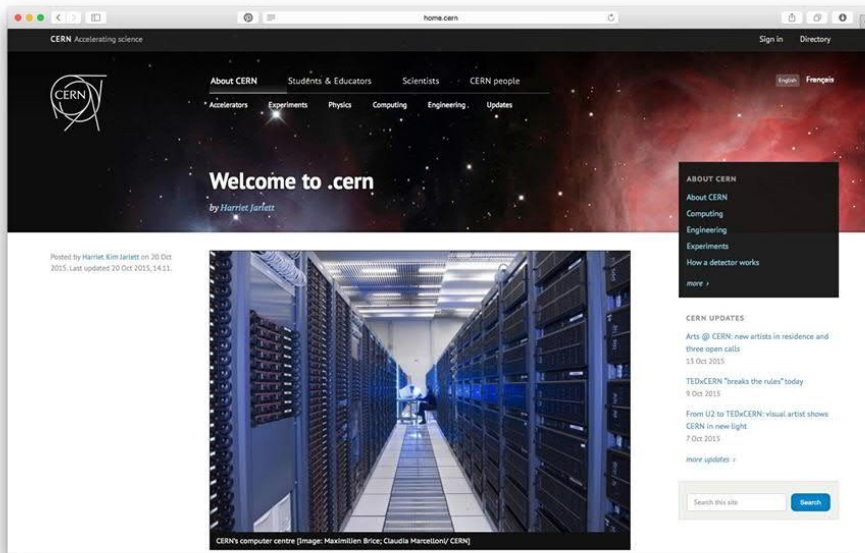 home.cern
CERN Accelerating science
Sign in Directory
CERN
About CERN Students & Educators Scientists CERN people
English Français
Accelerators Experiments Physics Computing Engineering Updates
Welcome to .cern
by Harriet Jarlett
Posted by Harriet Kim Jarlett on 20 Oct
2015. Last updated 20 Oct 2015, 14.11.
CERN's computer centre [Image: Maximilien Brice; Claudia Marcelloni/ CERN]
ABOUT CERN
About CERN
Computing
Engineering
Experiments
How a detector works
more ›
CERN UPDATES
Arts @ CERN: new artists in residence and
three open calls
13 Oct 2015
TEDxCERN "breaks the rules" today
9 Oct 2015
From U2 to TEDxCERN: visual artist shows
CERN in new light
7 Oct 2015
more updates ›
Search this site Search